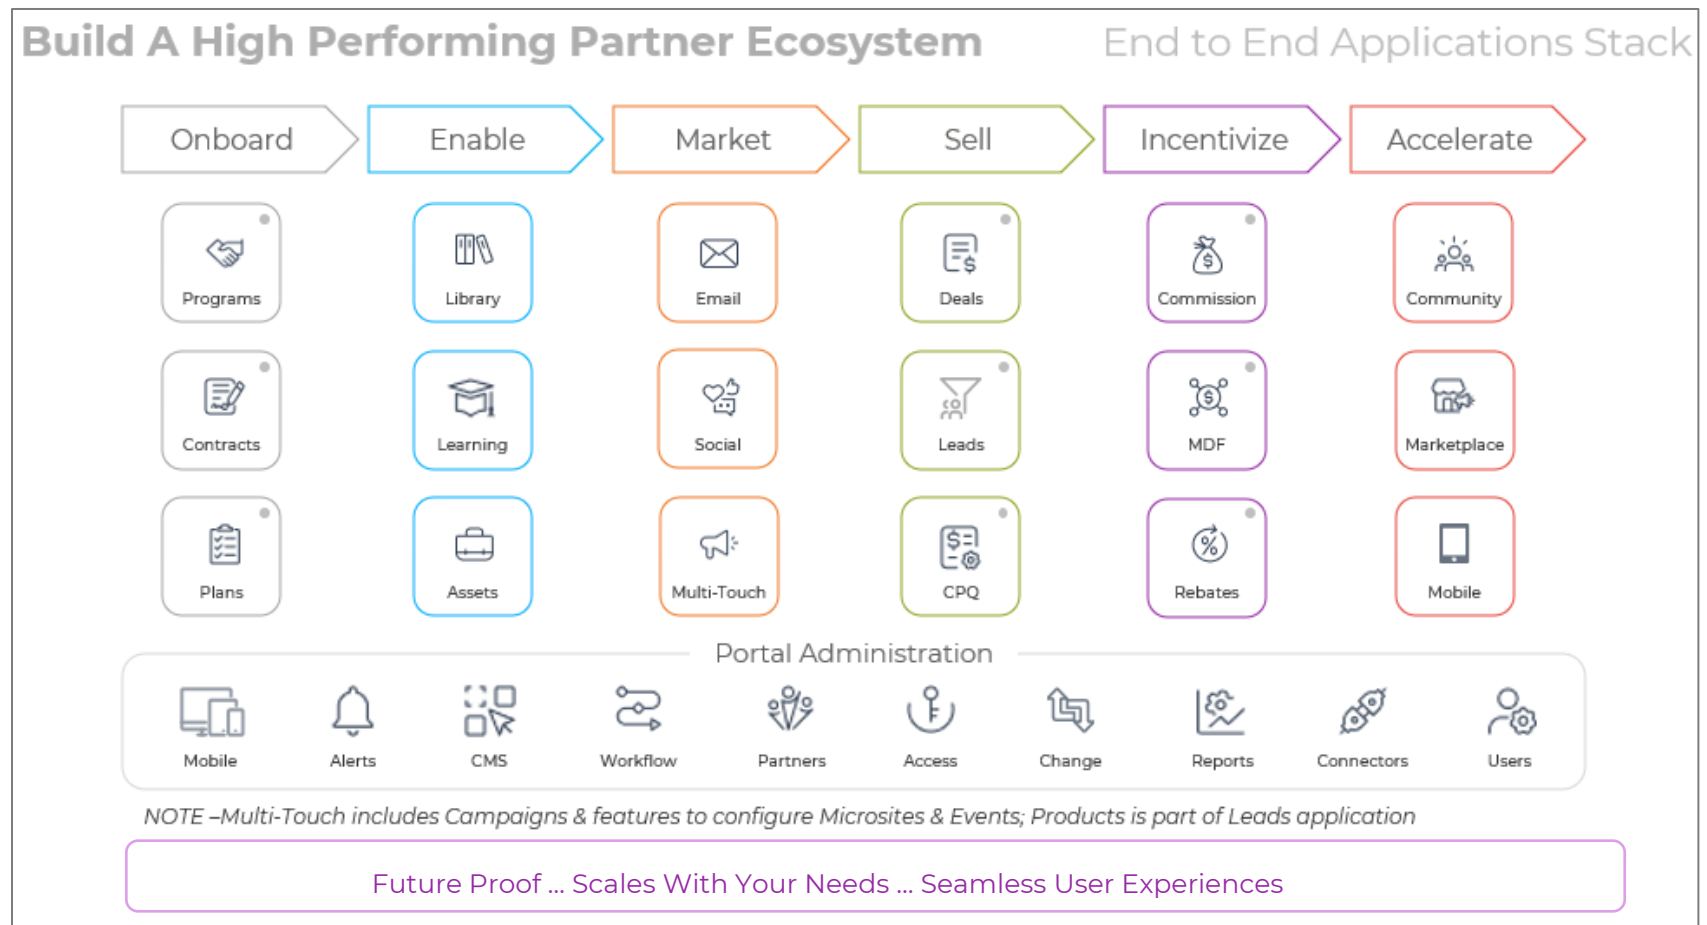 Build A High Performing Partner Ecosystem
End to End Applications Stack
Onboard
Enable
Market
Sell
Incentivize
Accelerate
Programs
Library
Email
Deals
Commission
Community
Contracts
Learning
Social
Leads
MDF
Marketplace
Plans
Assets
Multi-Touch
CPQ
Rebates
Mobile
Portal Administration
Mobile
Alerts
CMS
Workflow
Partners
Access
Change
Reports
Connectors
Users
NOTE –Multi-Touch includes Campaigns & features to configure Microsites & Events; Products is part of Leads application
Future Proof ... Scales With Your Needs ... Seamless User Experiences